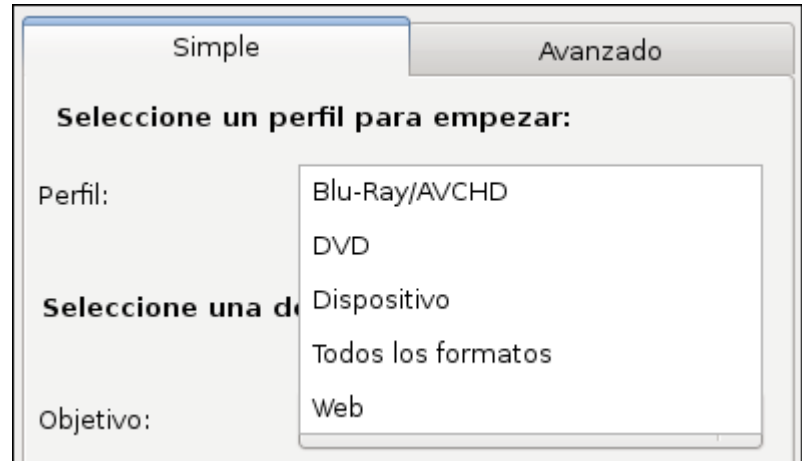 Simple
Avanzado
Seleccione un perfil para empezar:
Perfil:
Blu-Ray/AVCHD
DVD
Dispositivo
Seleccione una
Todos los formatos
Web
Objetivo: